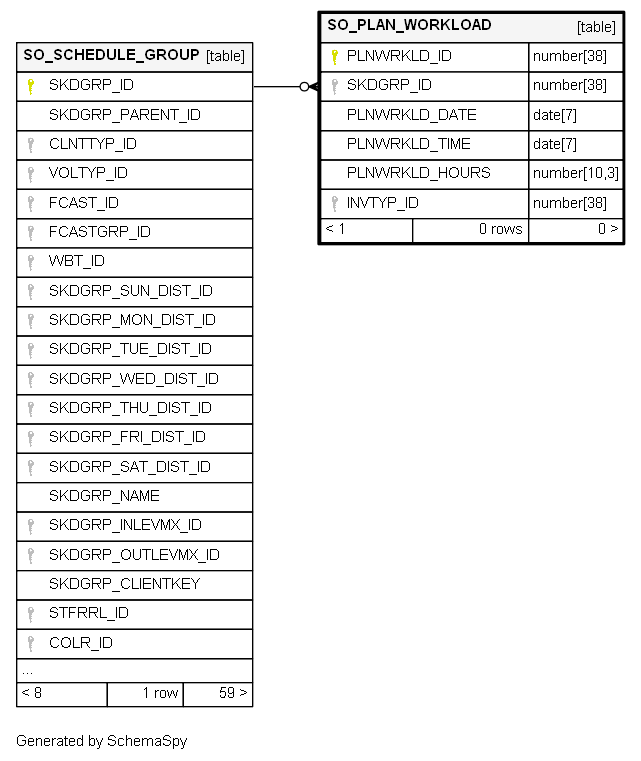 SO_SCHEDULE_GROUP [table]
SKDGRP_ID
SKDGRP_PARENT_ID
CLNTTYP_ID
VOLTYP_ID
FCAST_ID
FCASTGRP_ID
WBT_ID
SKDGRP_SUN_DIST_ID
SKDGRP_MON_DIST_ID
SKDGRP_TUE_DIST_ID
SKDGRP_WED_DIST_ID
SKDGRP_THU_DIST_ID
SKDGRP_FRI_DIST_ID
SKDGRP_SAT_DIST_ID
SKDGRP_NAME
SKDGRP_INLEVMX_ID
SKDGRP_OUTLEVMX_ID
SKDGRP_CLIENTKEY
STFRRL_ID
COLR_ID
...
< 8 1 row 59 >
SO_PLAN_WORKLOAD [table]
PLNWRKLD_ID number[38]
SKDGRP_ID number[38]
PLNWRKLD_DATE date[7]
PLNWRKLD_TIME date[7]
PLNWRKLD_HOURS number[10,3]
INVTYP_ID number[38]
< 1 0 rows 0 >
Generated by SchemaSpy